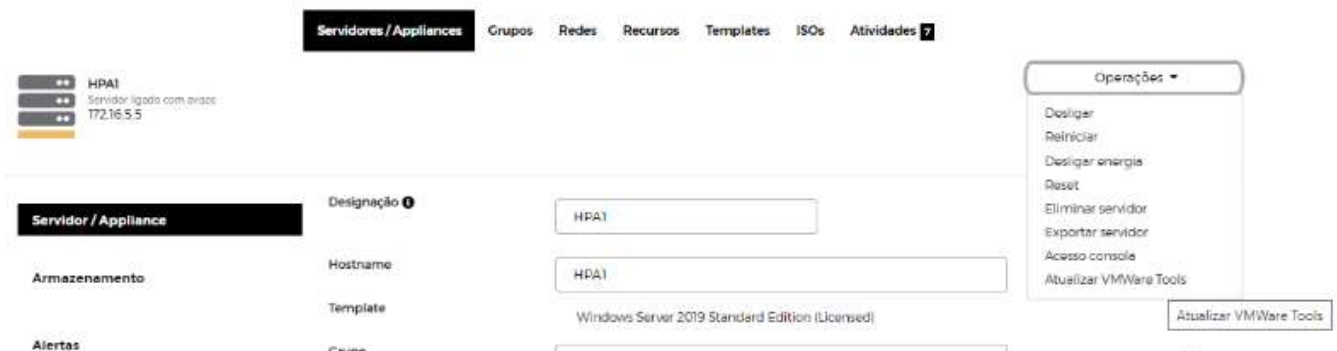 Servidores / Appliances Grupos Redes Recursos Templates ISOs Atividades 7
HPA1
Servidor ligado com avisos
172.16.5.5
Operações
Desligar
Reiniciar
Desligar energia
Reset
Eliminar servidor
Exportar servidor
Acesso consola
Atualizar VMWare Tools
Atualizar VMWare Tools
Servidor / Appliance
Armazenamento
Alertas
Designação HPA1
Hostname HPA1
Template Windows Server 2019 Standard Edition (Licensed)
Grupo